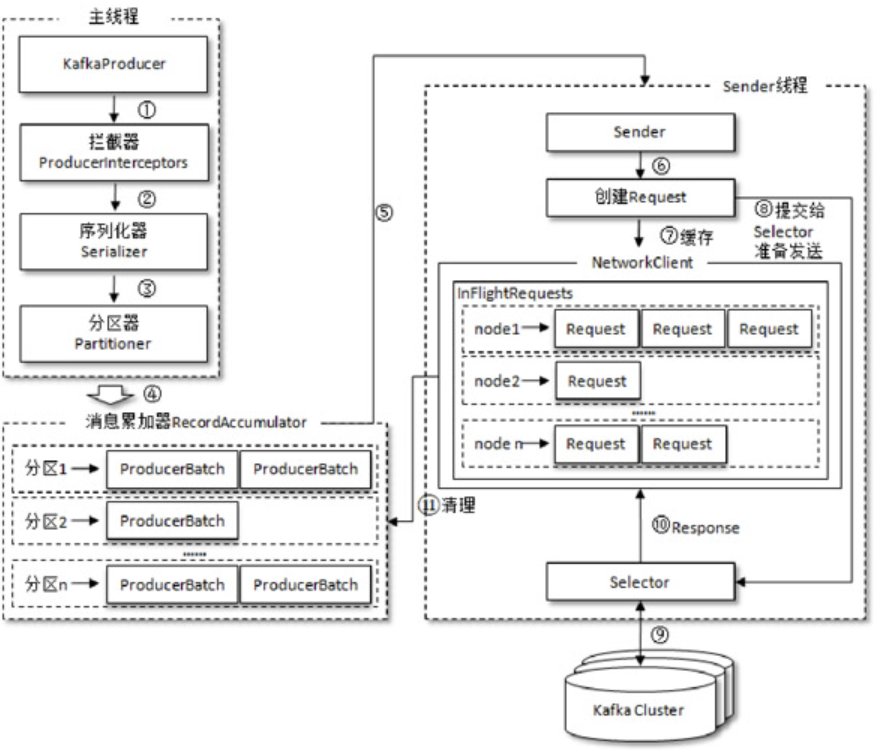 主线程
KafkaProducer
①
拦截器
ProducerInterceptors
②
序列化器
Serializer
③
分区器
Partitioner
④
消息累加器RecordAccumulator
分区1
ProducerBatch
ProducerBatch
分区2
ProducerBatch
......
分区n
ProducerBatch
ProducerBatch
⑤
Sender线程
Sender
⑥
创建Request
⑦缓存
⑧提交给
Selector
准备发送
NetworkClient
InFlightRequests
node1
Request
Request
Request
node2
Request
......
node n
Request
Request
⑪清理
⑩Response
Selector
⑨
Kafka Cluster